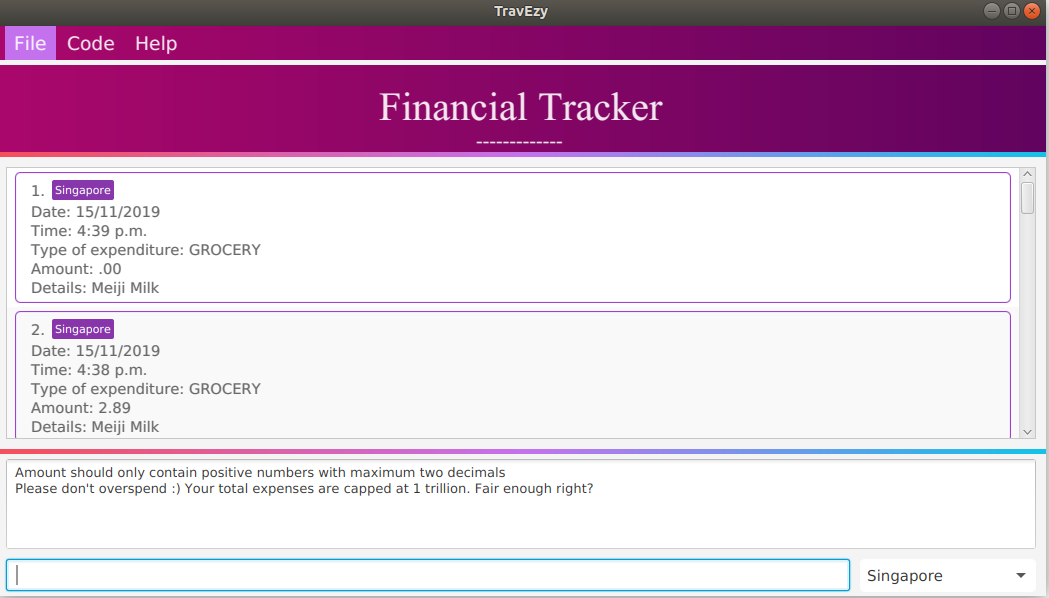 TravEzy
File Code Help
Financial Tracker
-------------
1. Singapore
Date: 15/11/2019
Time: 4:39 p.m.
Type of expenditure: GROCERY
Amount: .00
Details: Meiji Milk
2. Singapore
Date: 15/11/2019
Time: 4:38 p.m.
Type of expenditure: GROCERY
Amount: 2.89
Details: Meiji Milk
Amount should only contain positive numbers with maximum two decimals
Please don't overspend :) Your total expenses are capped at 1 trillion. Fair enough right?
Singapore